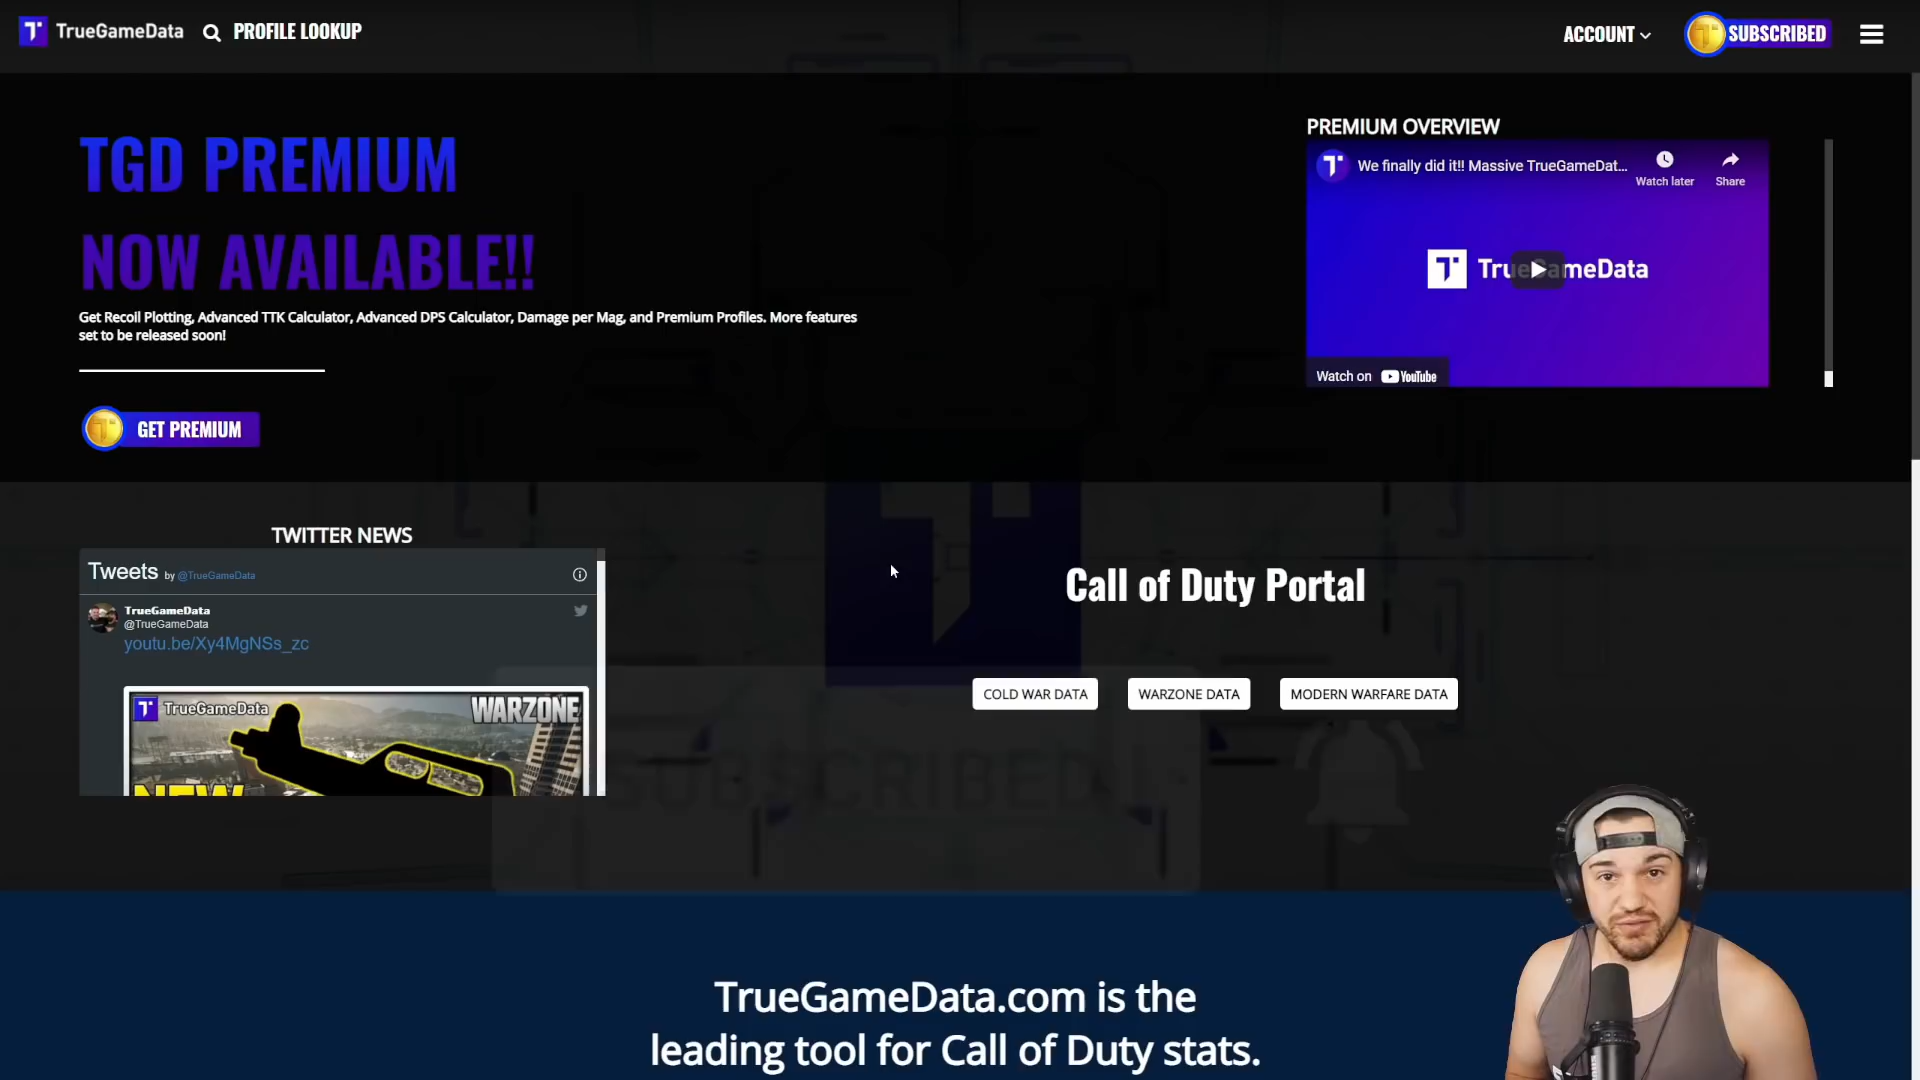 TrueGameData
PROFILE LOOKUP
ACCOUNT
SUBSCRIBED
TGD PREMIUM
NOW AVAILABLE!!
Get Recoil Plotting, Advanced TTK Calculator, Advanced DPS Calculator, Damage per Mag, and Premium Profiles. More features
set to be released soon!
GET PREMIUM
PREMIUM OVERVIEW
We finally did it!! Massive TrueGameDat...
Watch later
Share
TrueGameData
Watch on YouTube
TWITTER NEWS
Tweets by @TrueGameData
TrueGameData
@TrueGameData
youtu.be/Xy4MgNSs_zc
TrueGameData
WARZONE
NEW
Call of Duty Portal
COLD WAR DATA
WARZONE DATA
MODERN WARFARE DATA
SUBSCRIBED
TrueGameData.com is the
leading tool for Call of Duty stats.